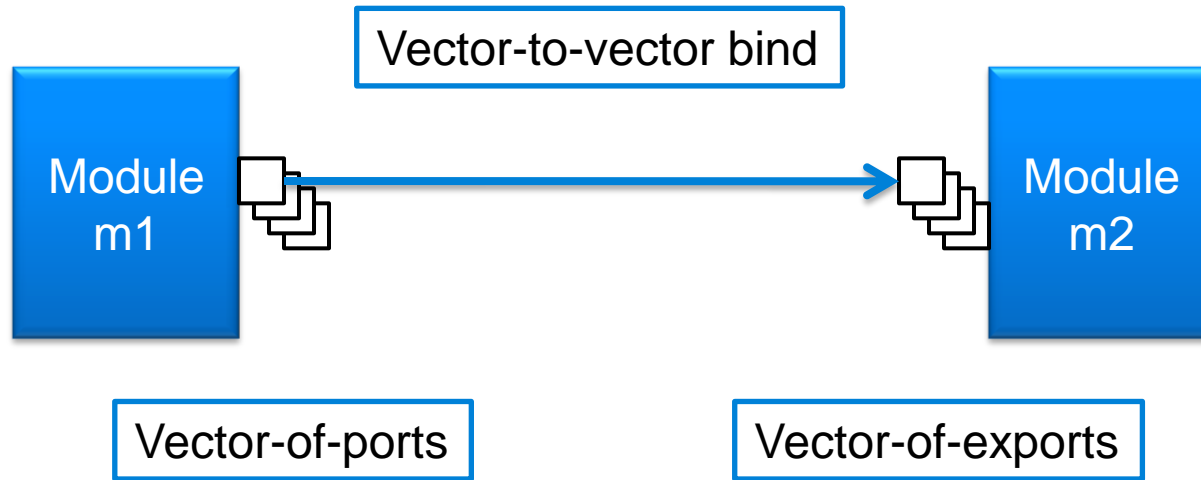 Vector-to-vector bind
Module
m1
Module
m2
Vector-of-ports
Vector-of-exports